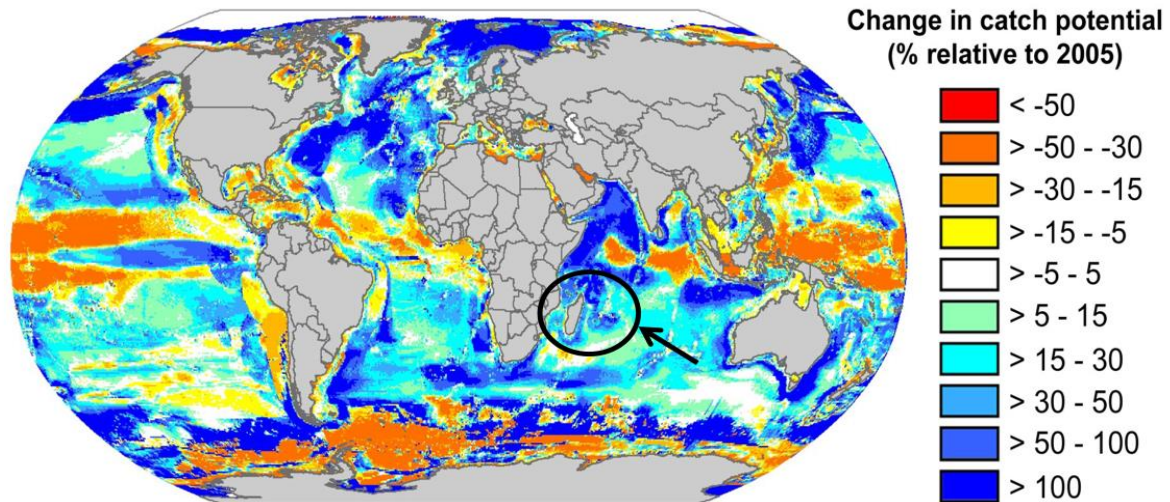 Change in catch potential
(% relative to 2005)
< -50
> -50 - -30
> -30 - -15
> -15 - -5
> -5 - 5
> 5 - 15
> 15 - 30
> 30 - 50
> 50 - 100
> 100